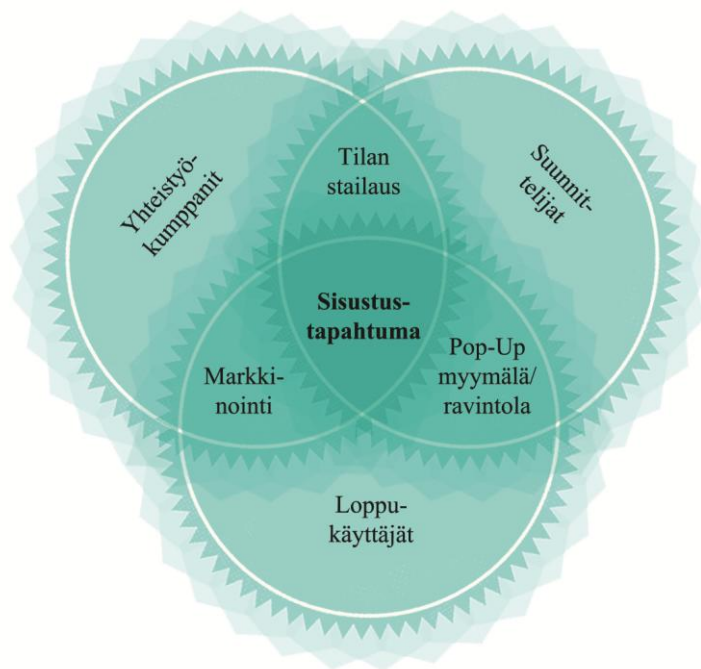 Yhteistyö-
kumppanit
Tilan
stailaus
Suunnit-
telijat
Sisustus-
tapahtuma
Markki-
nointi
Pop-Up
myymälä/
ravintola
Loppu-
käyttäjät